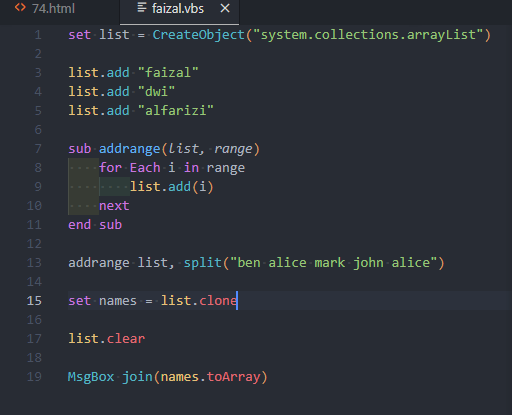 74.html faizal.vbs
1 set list = CreateObject("system.collections.arrayList")
2
3 list.add "faizal"
4 list.add "dwi"
5 list.add "alfarizi"
6
7 sub addrange(list, range)
8 for Each i in range
9 list.add(i)
10 next
11 end sub
12
13 addrange list, split("ben alice mark john alice")
14
15 set names = list.clone
16
17 list.clear
18
19 MsgBox join(names.toArray)